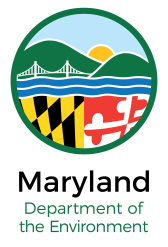 Maryland
Department of
the Environment